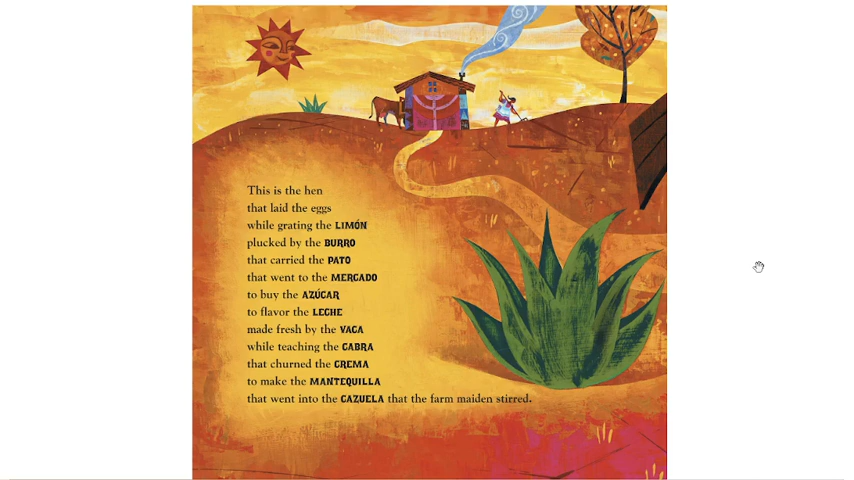 This is the hen
that laid the eggs
while grating the LIMÓN
plucked by the BURRO
that carried the PATO
that went to the MERCADO
to buy the AZÚCAR
to flavor the LECHE
made fresh by the VACA
while teaching the CABRA
that churned the CREMA
to make the MANTEQUILLA
that went into the CAZUELA that the farm maiden stirred.